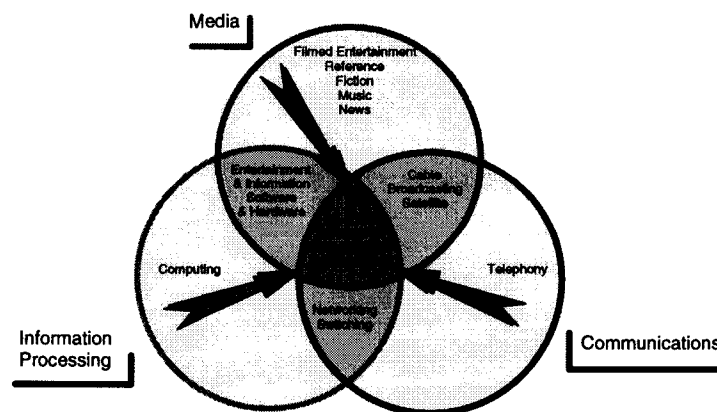 Media
Filmed Entertainment
Reference
Fiction
Music
News
Entertainment
& Information
Software
& Hardware
Cable
Broadcasting
Satellite
Computing
Telephony
Networking
Switching
Information
Processing
Communications